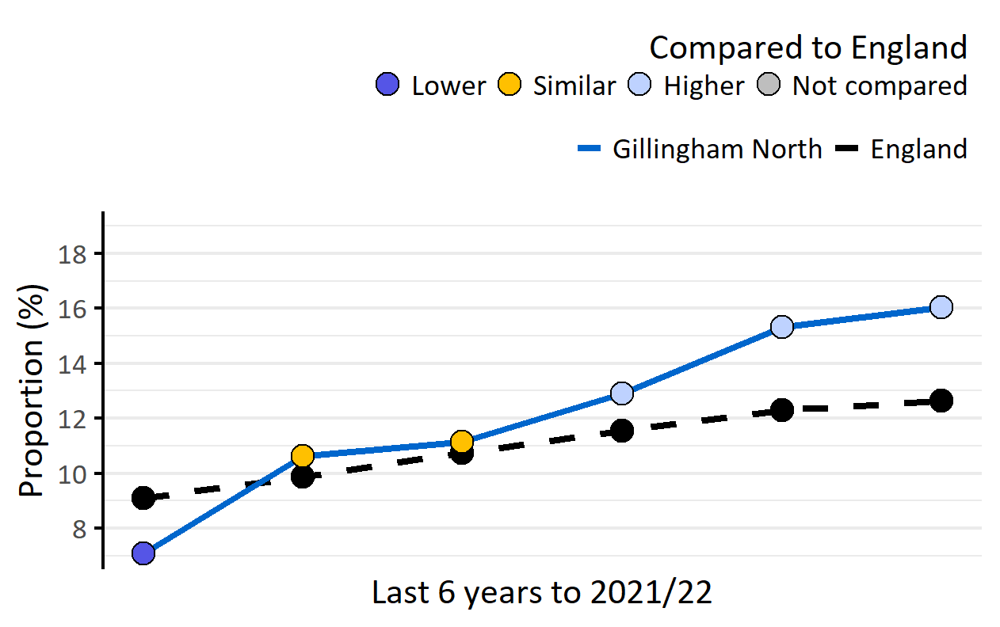 Compared to England
Lower Similar Higher Not compared
Gillingham North England
Proportion (%)
18
16
14
12
10
8
Last 6 years to 2021/22